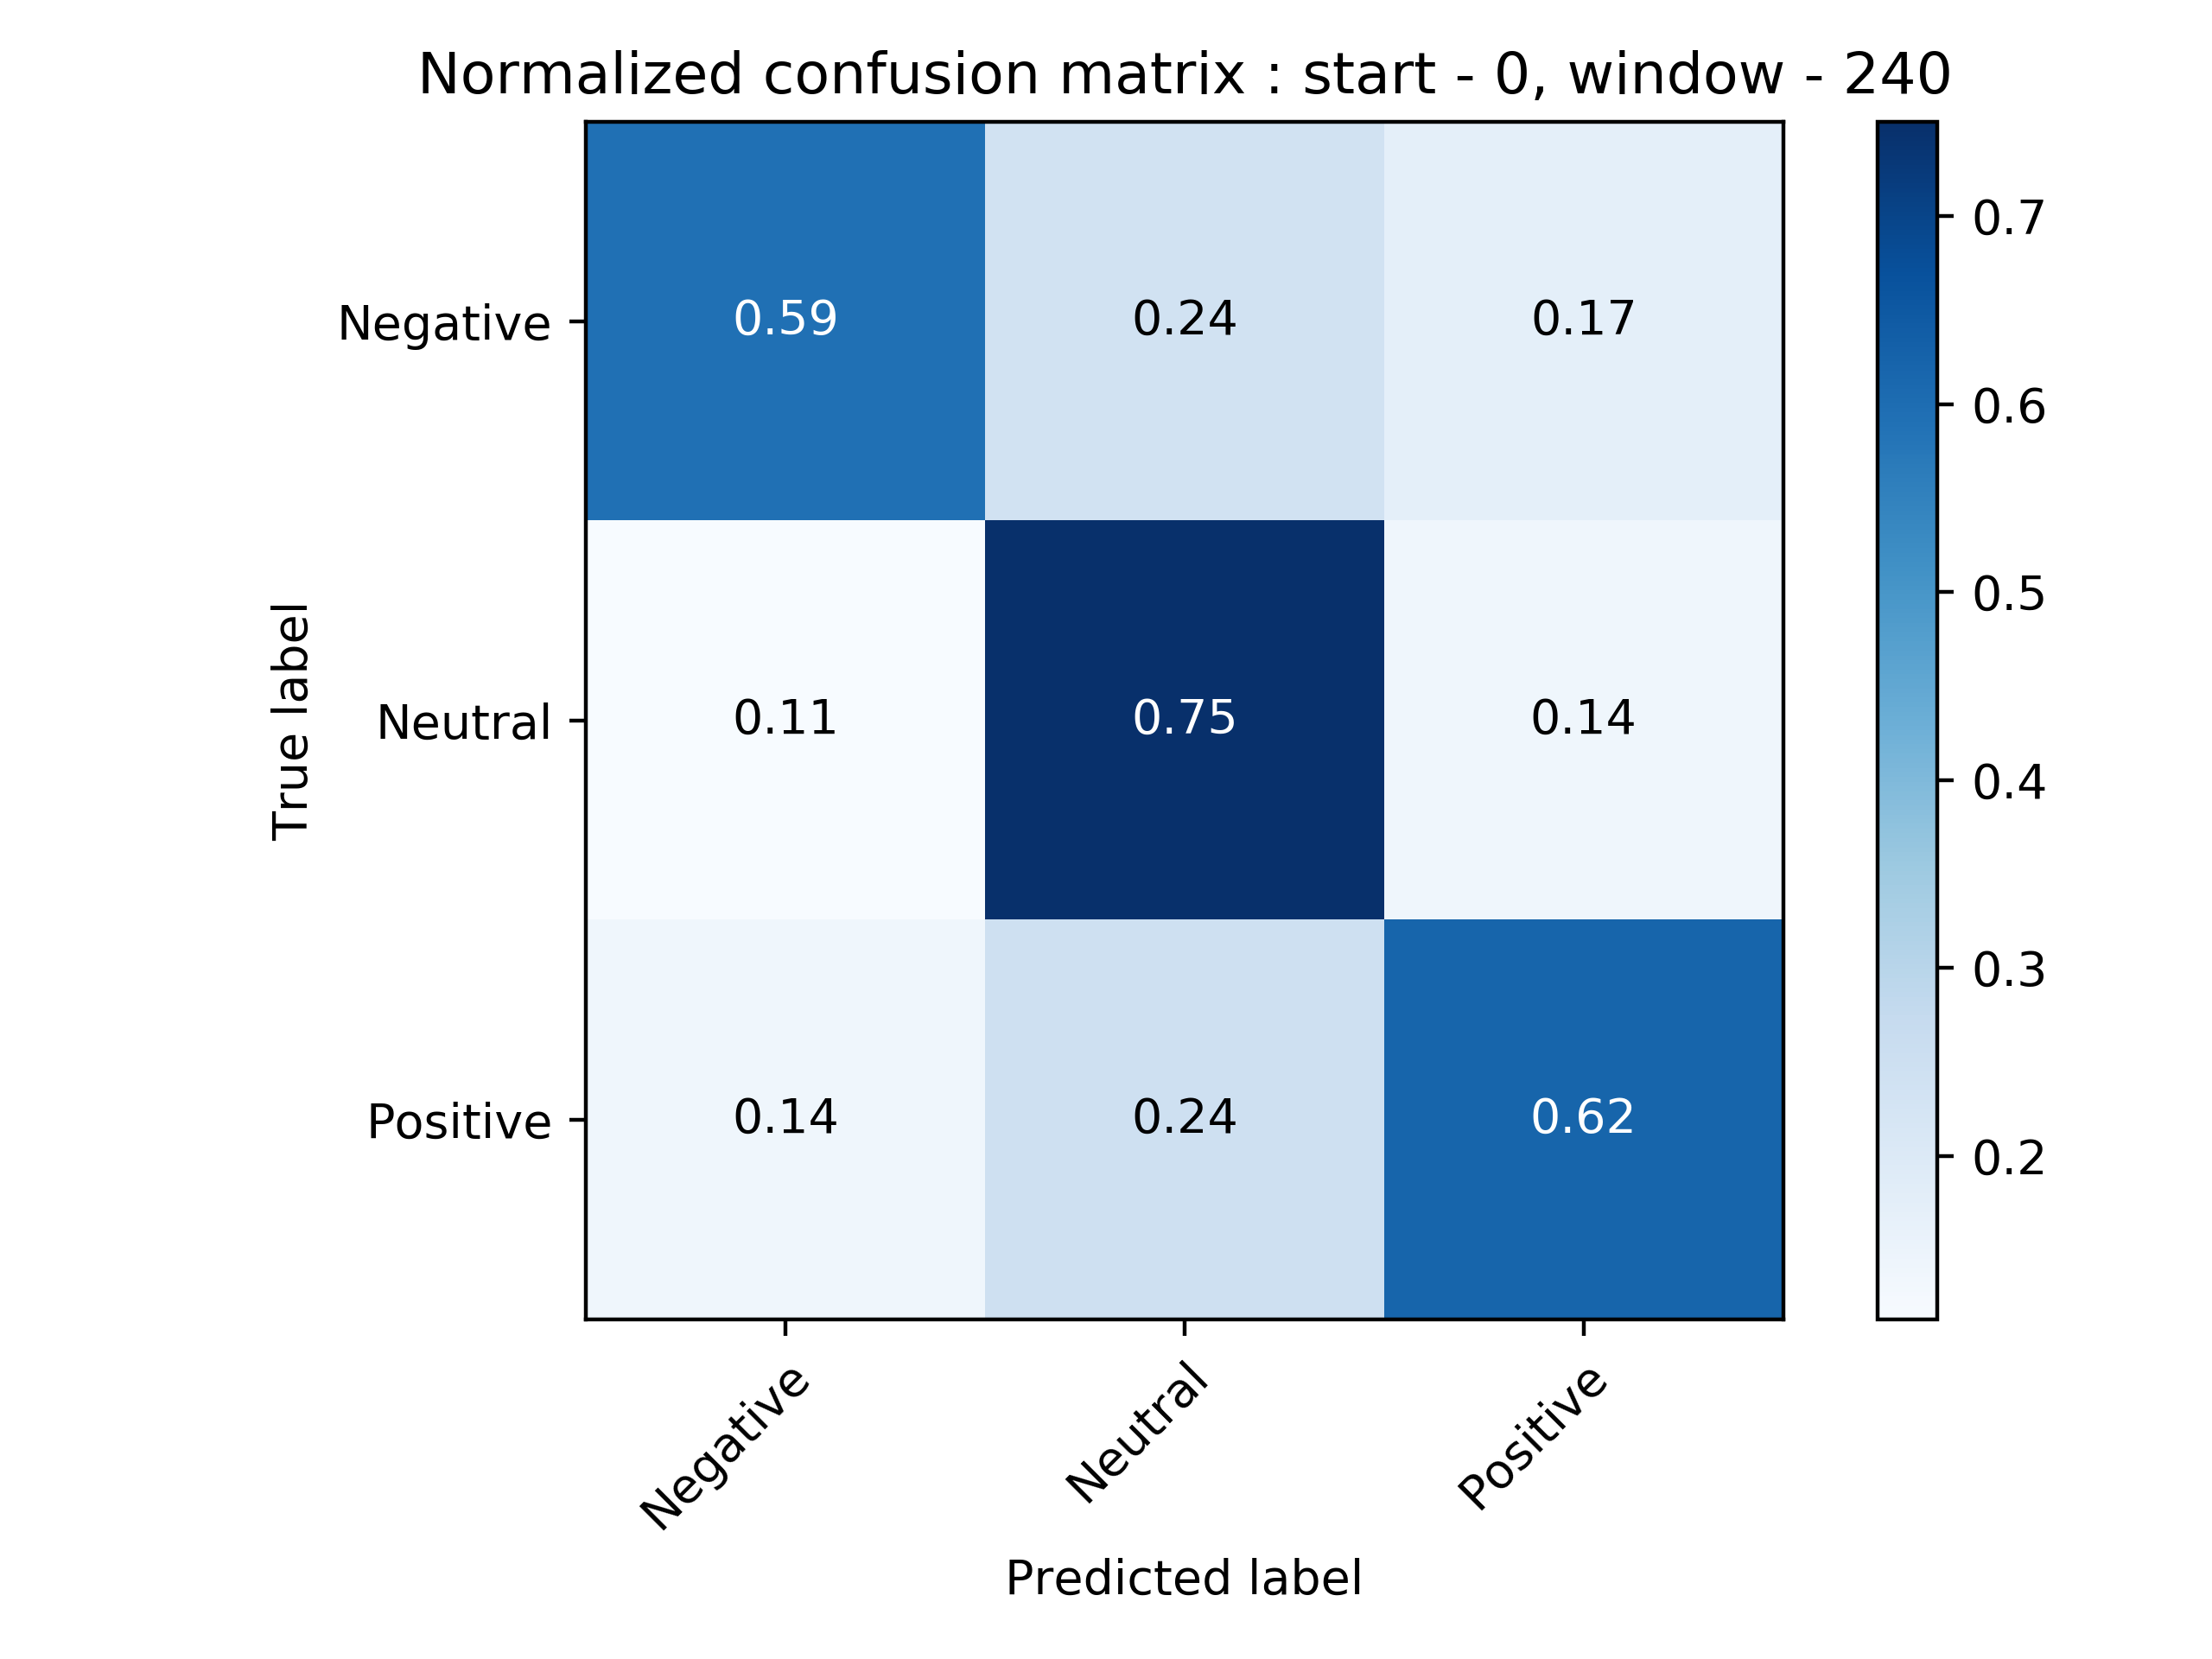 Normalized confusion matrix : start - 0, window - 240
Negative 0.59 0.24 0.17
Neutral 0.11 0.75 0.14
Positive 0.14 0.24 0.62
True label
Negative Neutral Positive
Predicted label
0.7
0.6
0.5
0.4
0.3
0.2